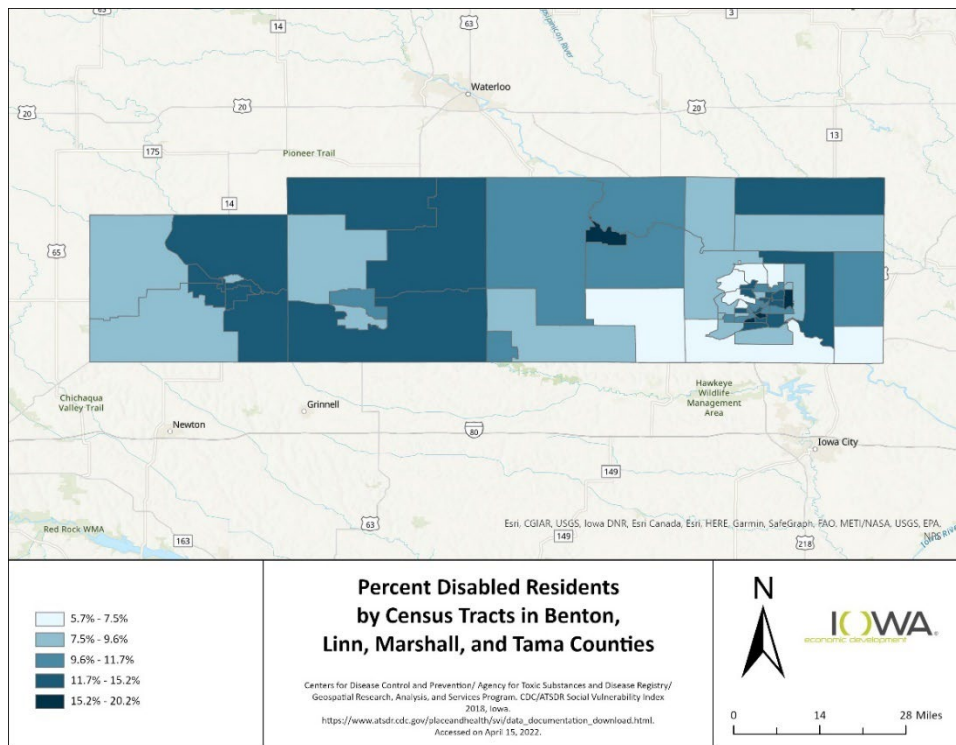 65
63
14
3
Waterloo
20
20
20
20
13
175
Pioneer Trail
14
65
Chichaqua
Valley Trail
Grinnell
Newton
Hawkeye
Wildlife
Management
Area
80
Iowa City
149
Red Rock WMA
63
163
149
218
Esri, CGIAR, USGS, Iowa DNR, Esri Canada, Esri, HERE, Garmin, SafeGraph, FAO, METI/NASA, USGS, EPA,
NPS
5.7% - 7.5%
7.5% - 9.6%
9.6% - 11.7%
11.7% - 15.2%
15.2% - 20.2%
Percent Disabled Residents
by Census Tracts in Benton,
Linn, Marshall, and Tama Counties
Centers for Disease Control and Prevention/ Agency for Toxic Substances and Disease Registry/
Geospatial Research, Analysis, and Services Program. CDC/ATSDR Social Vulnerability Index
2018, Iowa.
https://www.atsdr.cdc.gov/placeandhealth/svi/data_documentation_download.html.
Accessed on April 15, 2022.
N
IOWA®
economic development
0 14 28 Miles